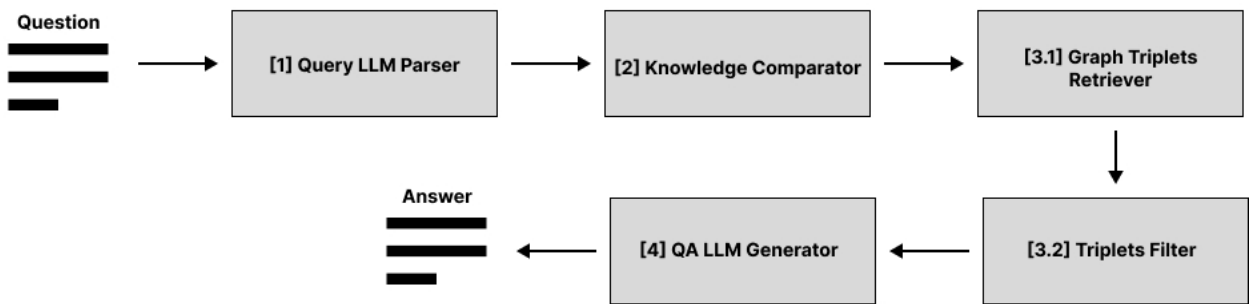 Question
[1] Query LLM Parser
[2] Knowledge Comparator
[3.1] Graph Triplets
Retriever
[3.2] Triplets Filter
[4] QA LLM Generator
Answer